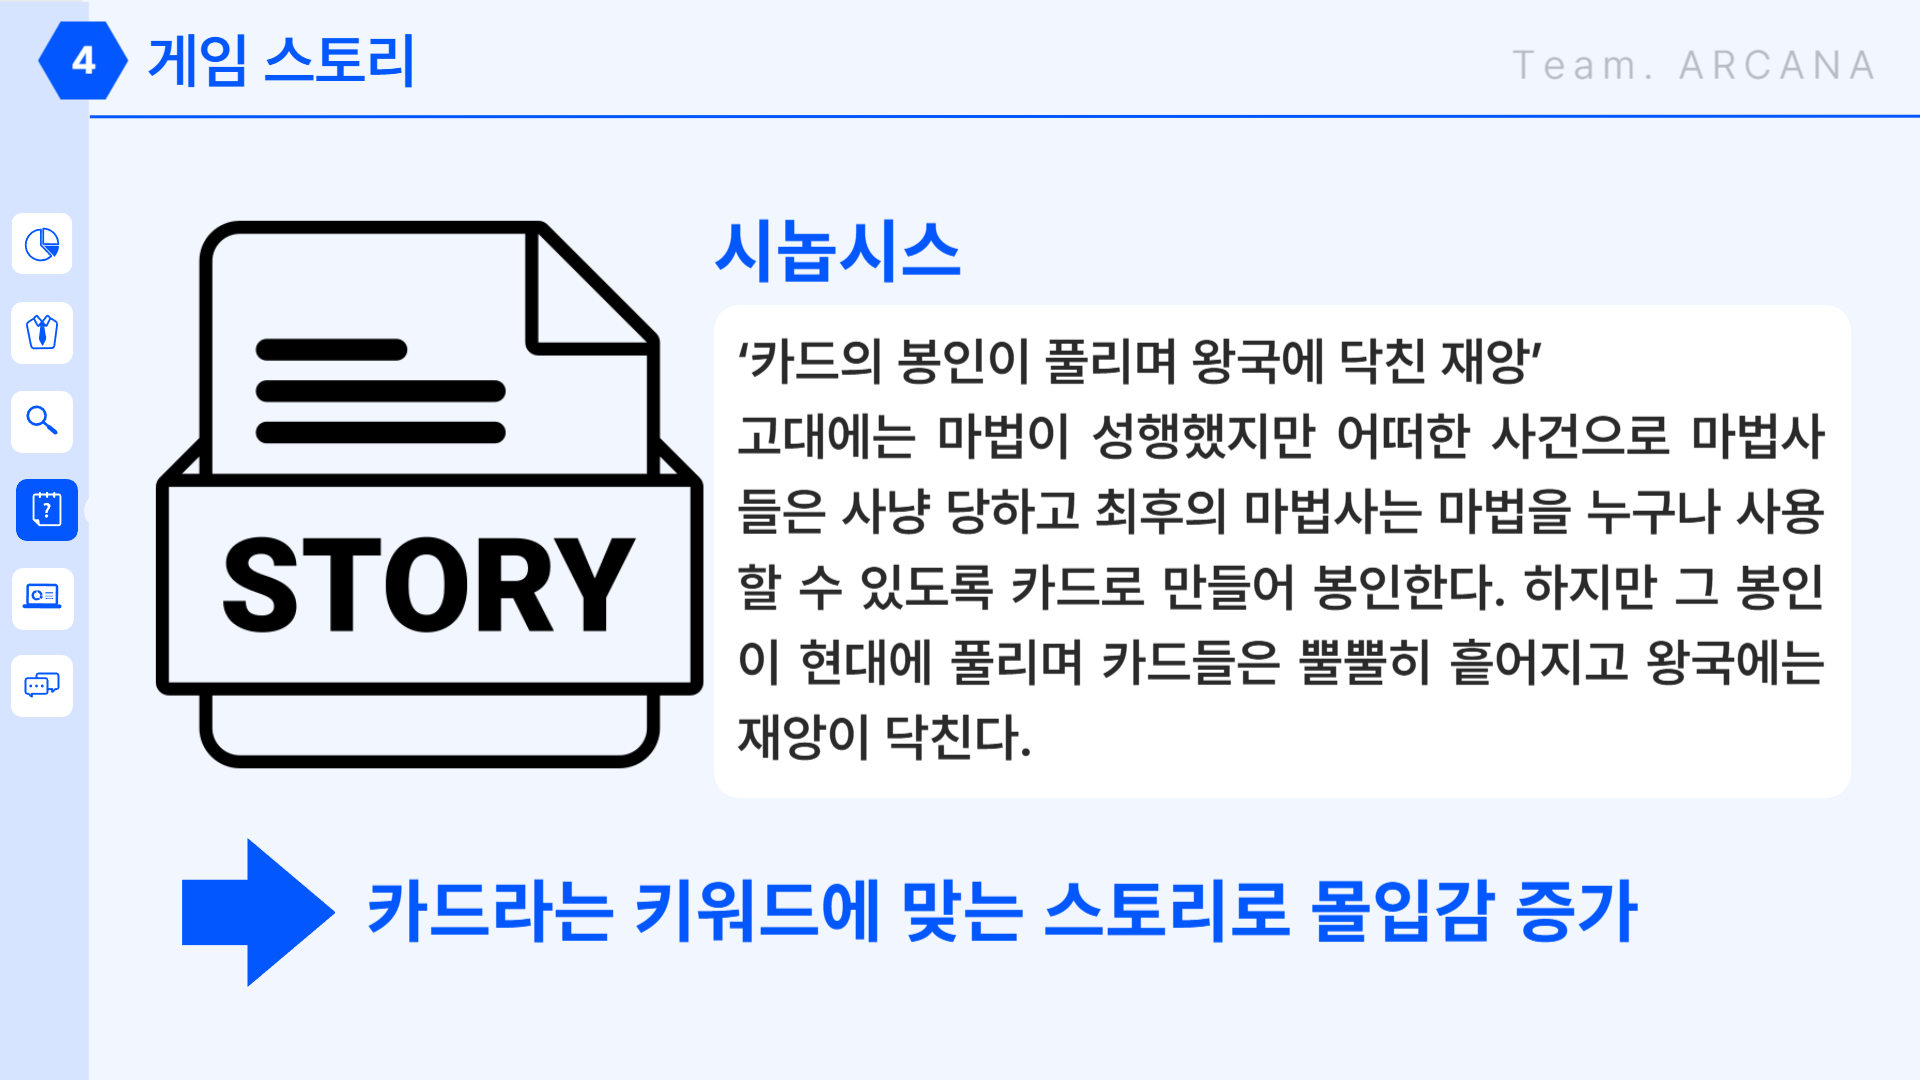 4 게임 스토리
Team. ARCANA
시놉시스
‘카드의 봉인이 풀리며 왕국에 닥친 재앙’
고대에는 마법이 성행했지만 어떠한 사건으로 마법사
들은 사냥 당하고 최후의 마법사는 마법을 누구나 사용
할 수 있도록 카드로 만들어 봉인한다. 하지만 그 봉인
이 현대에 풀리며 카드들은 뿔뿔히 흩어지고 왕국에는
재앙이 닥친다.
STORY
?
카드라는 키워드에 맞는 스토리로 몰입감 증가